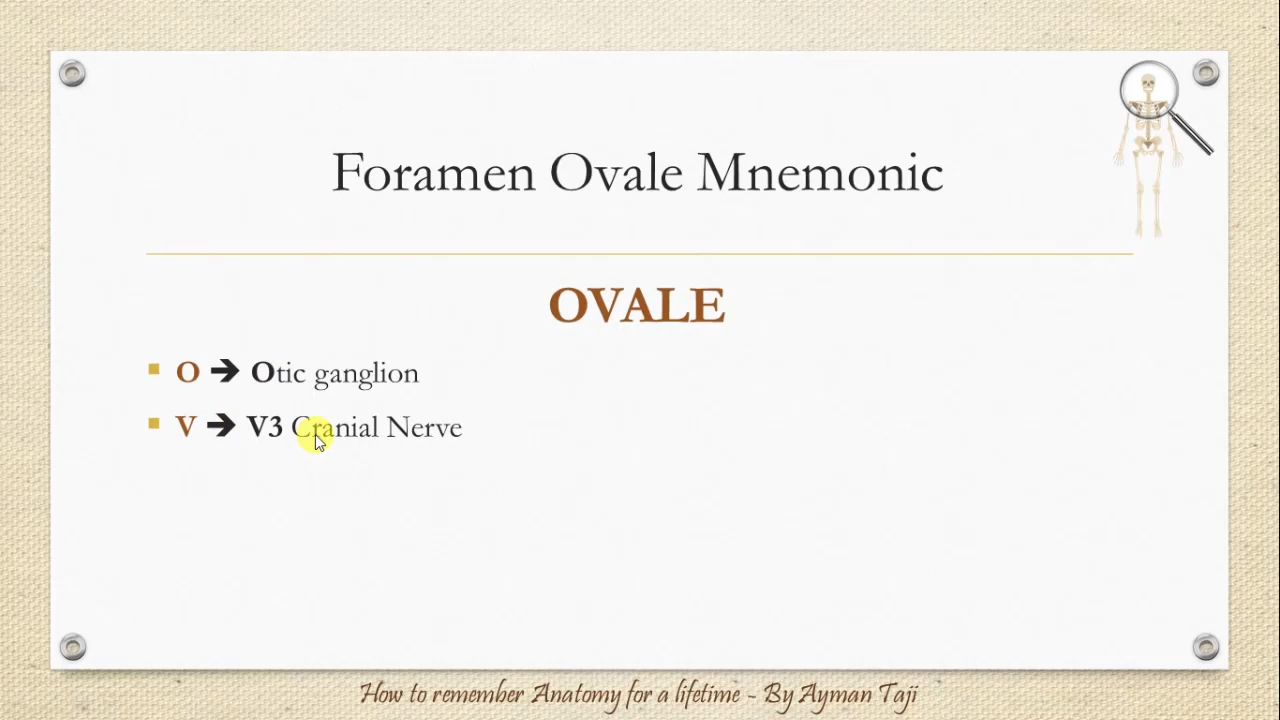 Foramen Ovale Mnemonic
OVALE
O ➔ Otic ganglion
V ➔ V3 Cranial Nerve
How to remember Anatomy for a lifetime - By Ayman Taji